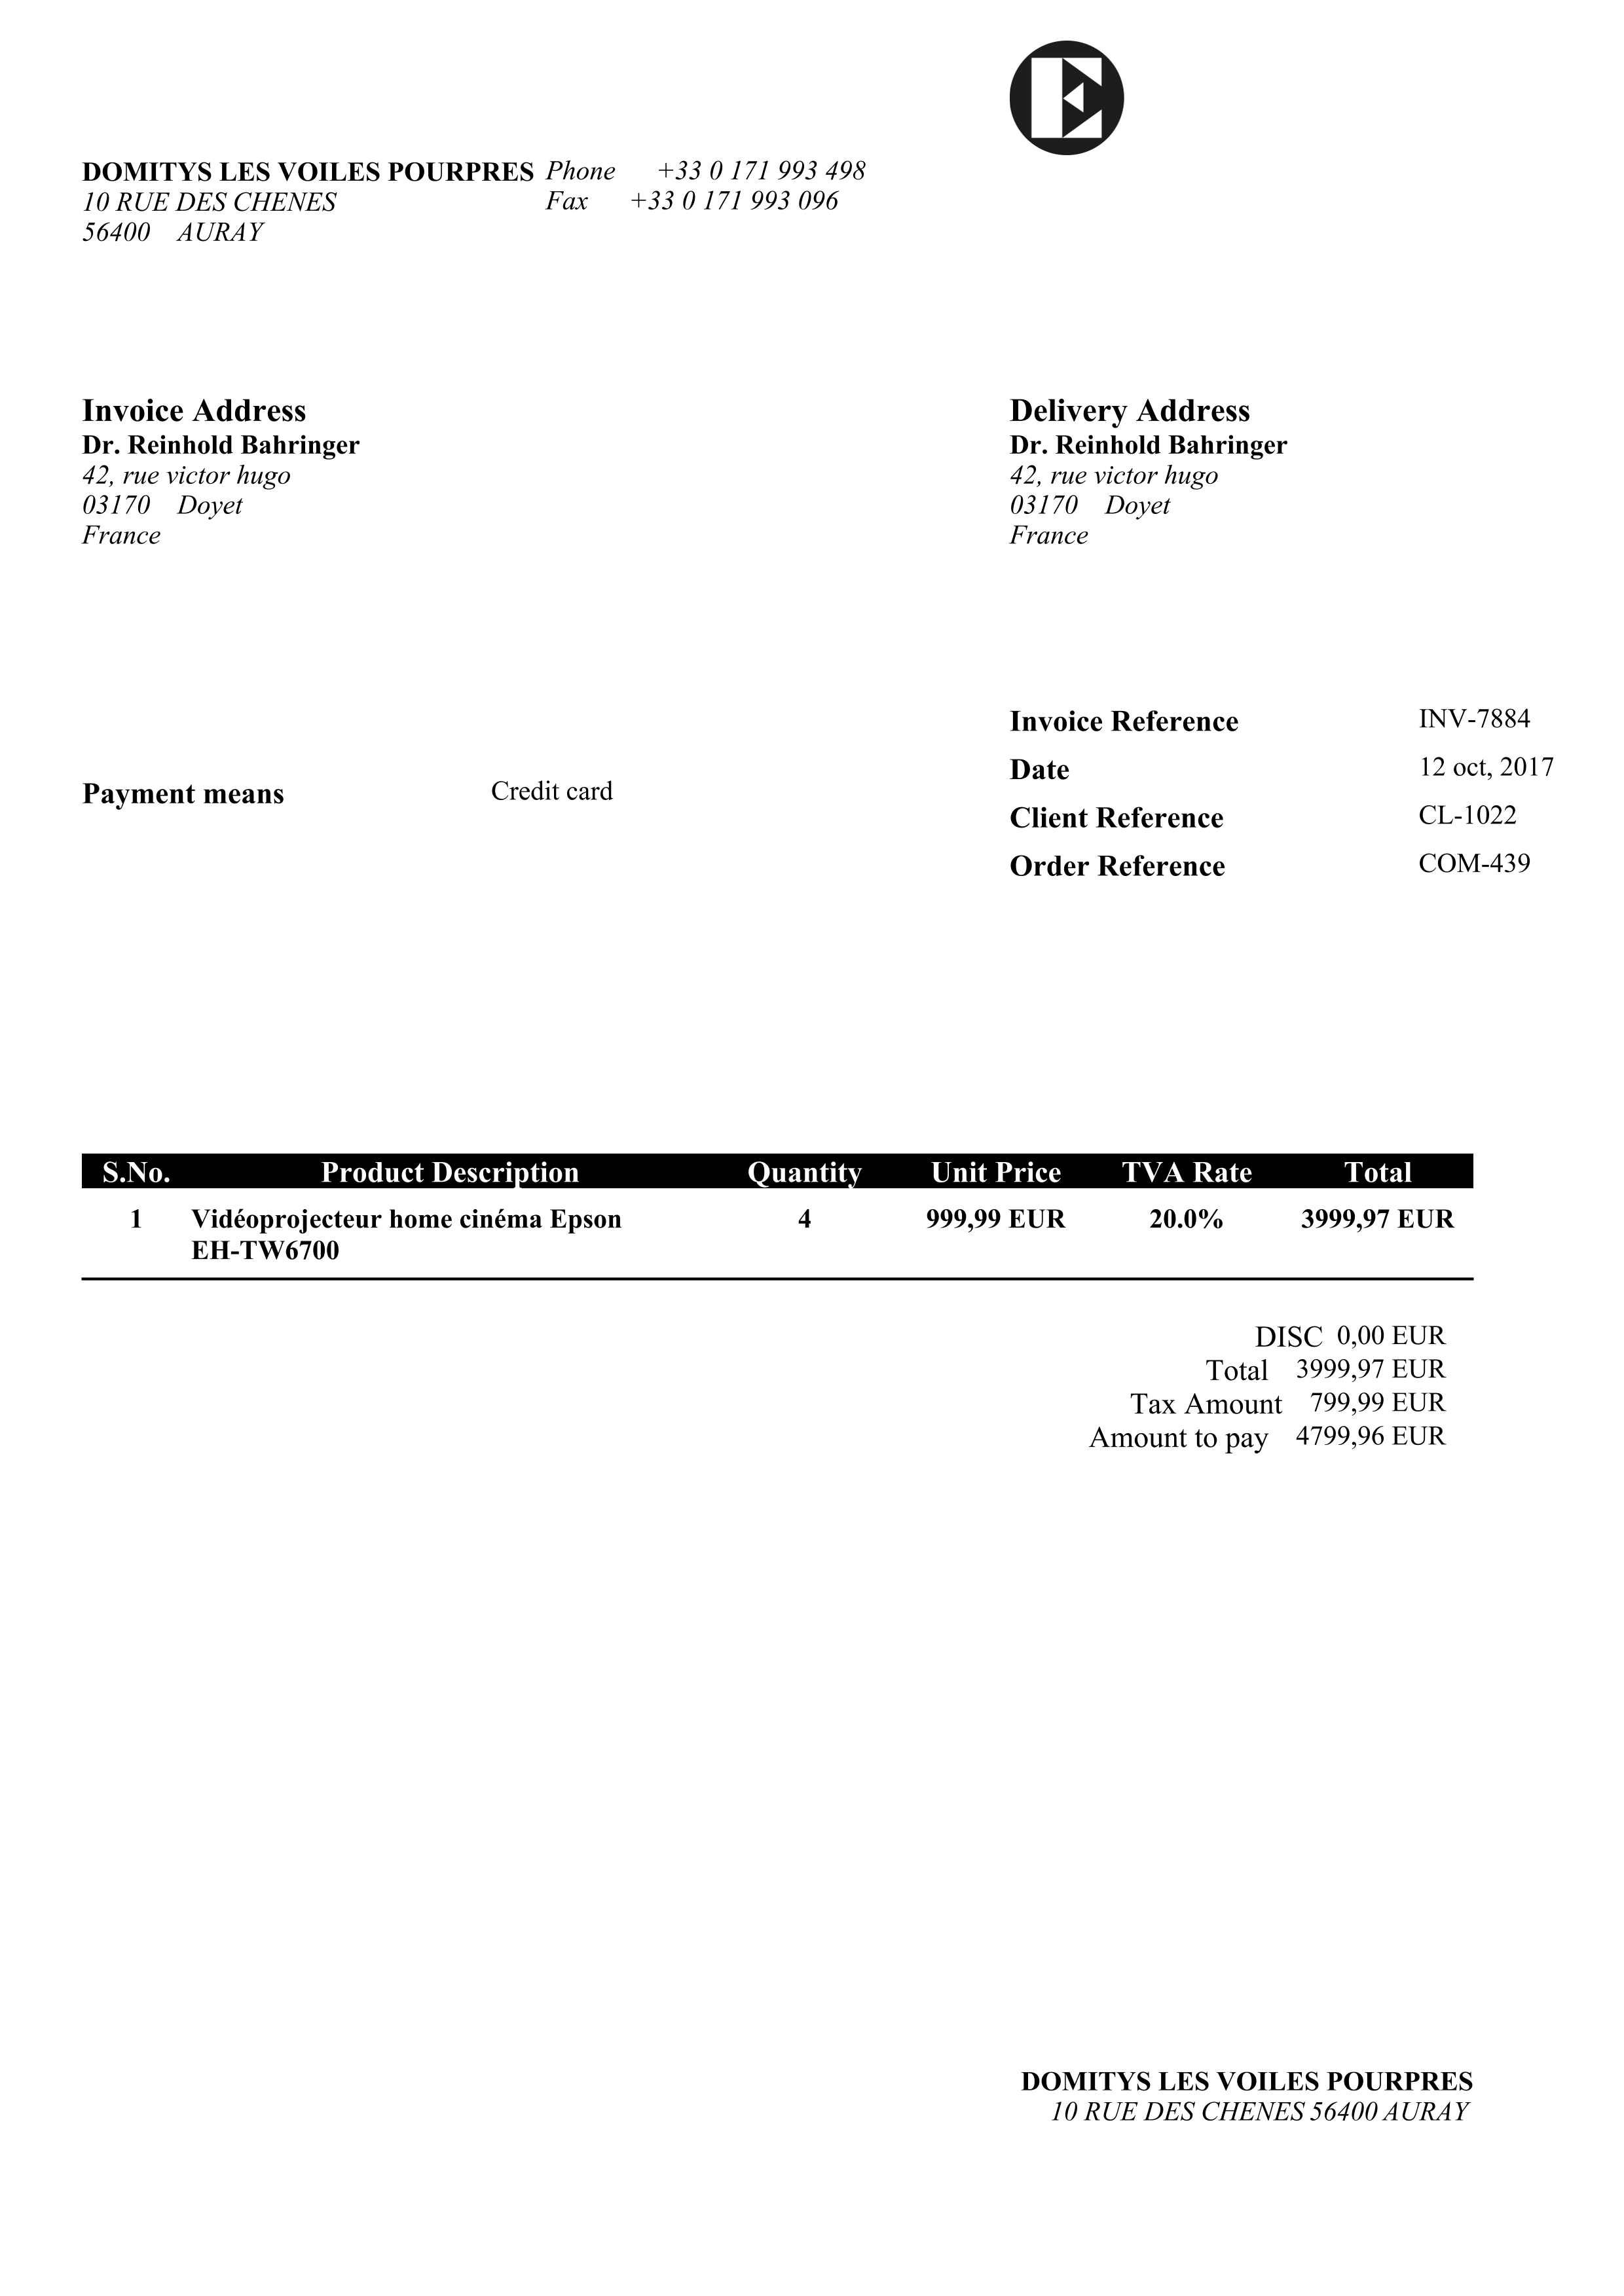 E
DOMITYS LES VOILES POURPRES Phone +33 0 171 993 498
10 RUE DES CHENES Fax +33 0 171 993 096
56400 AURAY
Invoice Address
Dr. Reinhold Bahringer
42, rue victor hugo
03170 Doyet
France
Delivery Address
Dr. Reinhold Bahringer
42, rue victor hugo
03170 Doyet
France
Payment means Credit card
Invoice Reference INV-7884
Date 12 oct, 2017
Client Reference CL-1022
Order Reference COM-439
S.No. Product Description Quantity Unit Price TVA Rate Total
1 Vidéoprojecteur home cinéma Epson 4 999,99 EUR 20.0% 3999,97 EUR
EH-TW6700
DISC 0,00 EUR
Total 3999,97 EUR
Tax Amount 799,99 EUR
Amount to pay 4799,96 EUR
DOMITYS LES VOILES POURPRES
10 RUE DES CHENES 56400 AURAY